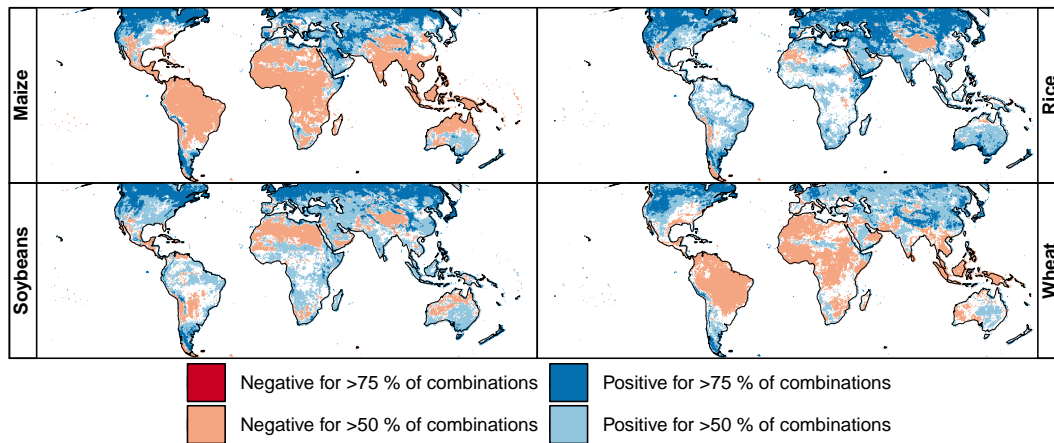 Maize
Rice
Soybeans
Wheat
Negative for >75 % of combinations
Positive for >75 % of combinations
Negative for >50 % of combinations
Positive for >50 % of combinations